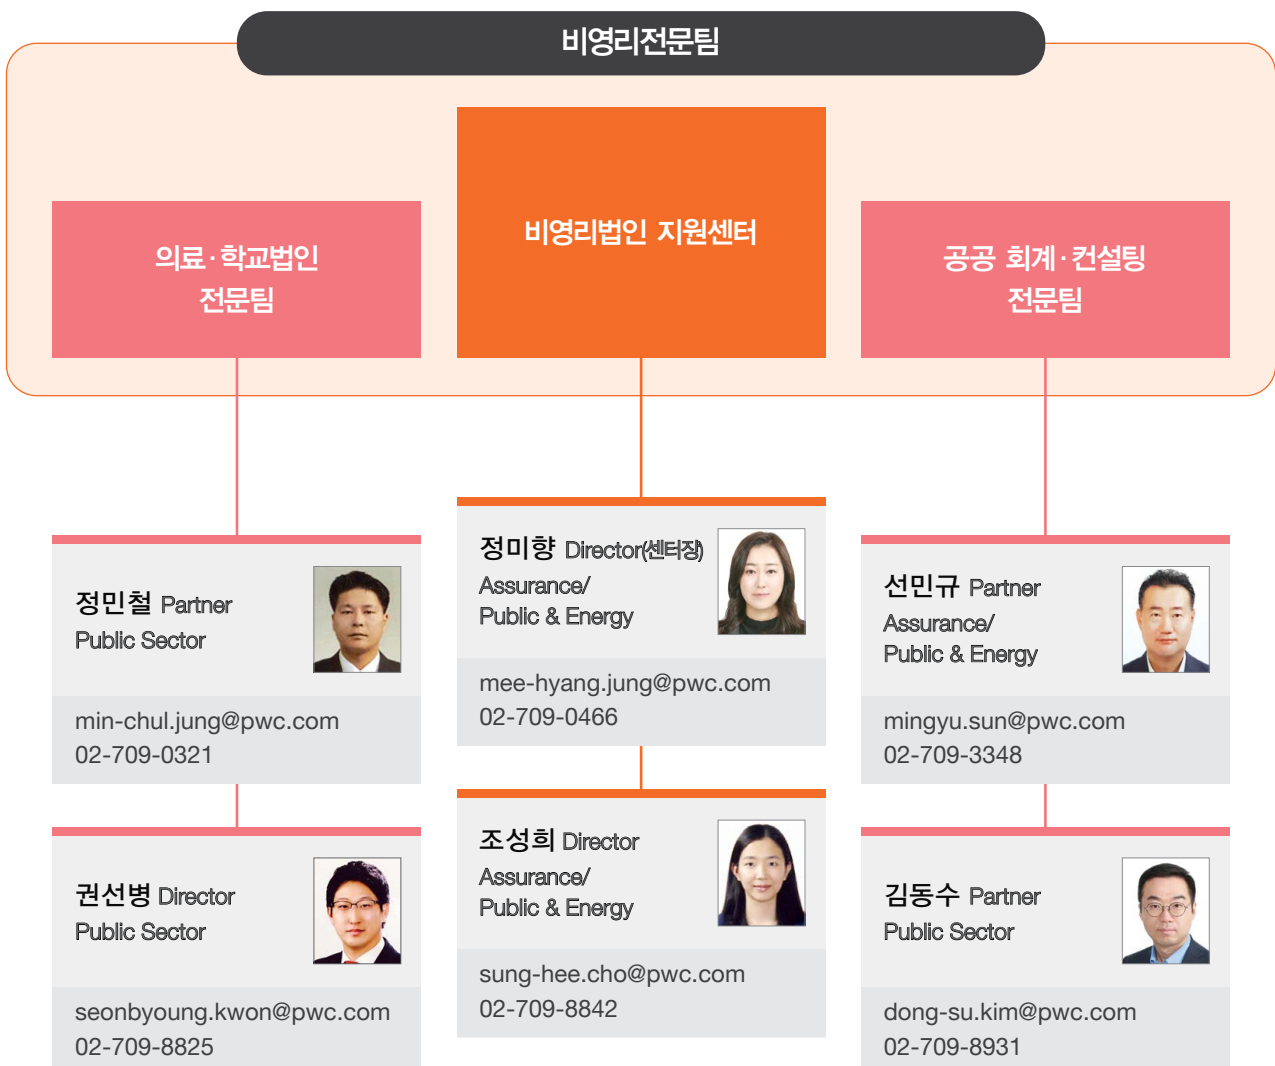 비영리전문팀
의료·학교법인
전문팀
비영리법인 지원센터
공공 회계·컨설팅
전문팀
정민철 Partner
Public Sector
min-chul.jung@pwc.com
02-709-0321
권선병 Director
Public Sector
seonbyoung.kwon@pwc.com
02-709-8825
정미향 Director(센터장)
Assurance/
Public & Energy
mee-hyang.jung@pwc.com
02-709-0466
조성희 Director
Assurance/
Public & Energy
sung-hee.cho@pwc.com
02-709-8842
선민규 Partner
Assurance/
Public & Energy
mingyu.sun@pwc.com
02-709-3348
김동수 Partner
Public Sector
dong-su.kim@pwc.com
02-709-8931